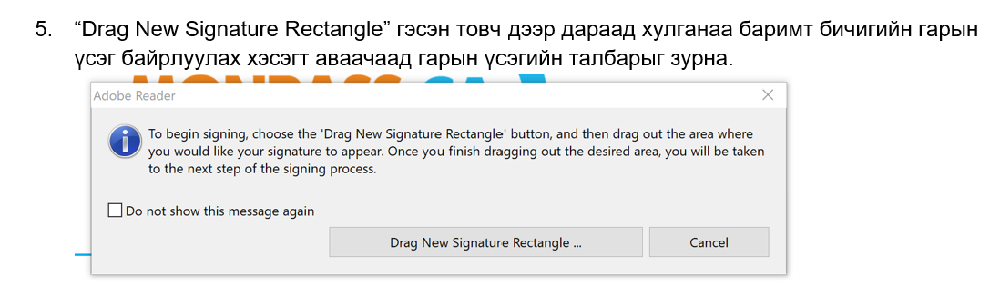 5. “Drag New Signature Rectangle” гэсэн товч дээр дараад хулганаа баримт бичигийн гарын
үсэг байрлуулах хэсэгт аваачаад гарын үсэгийн талбарыг зурна.
Adobe Reader
To begin signing, choose the 'Drag New Signature Rectangle' button, and then drag out the area where
you would like your signature to appear. Once you finish dragging out the desired area, you will be taken
to the next step of the signing process.
Do not show this message again
Drag New Signature Rectangle ...
Cancel